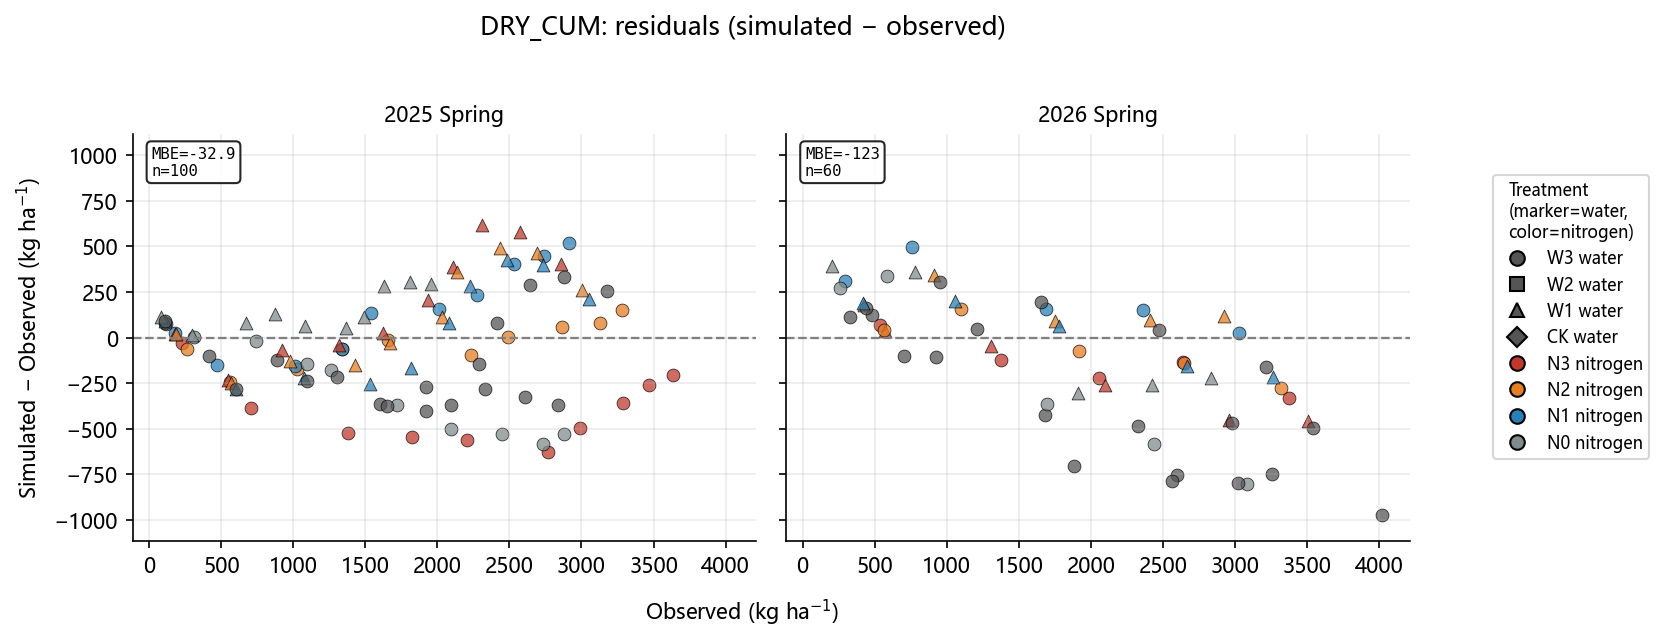 DRY_CUM: residuals (simulated − observed)
2025 Spring
2026 Spring
MBE=-32.9
n=100
MBE=-123
n=60
Simulated − Observed (kg ha⁻¹)
1000
750
500
250
0
−250
−500
−750
−1000
0 500 1000 1500 2000 2500 3000 3500 4000
0 500 1000 1500 2000 2500 3000 3500 4000
Observed (kg ha⁻¹)
Treatment
(marker=water,
color=nitrogen)
W3 water
W2 water
W1 water
CK water
N3 nitrogen
N2 nitrogen
N1 nitrogen
N0 nitrogen